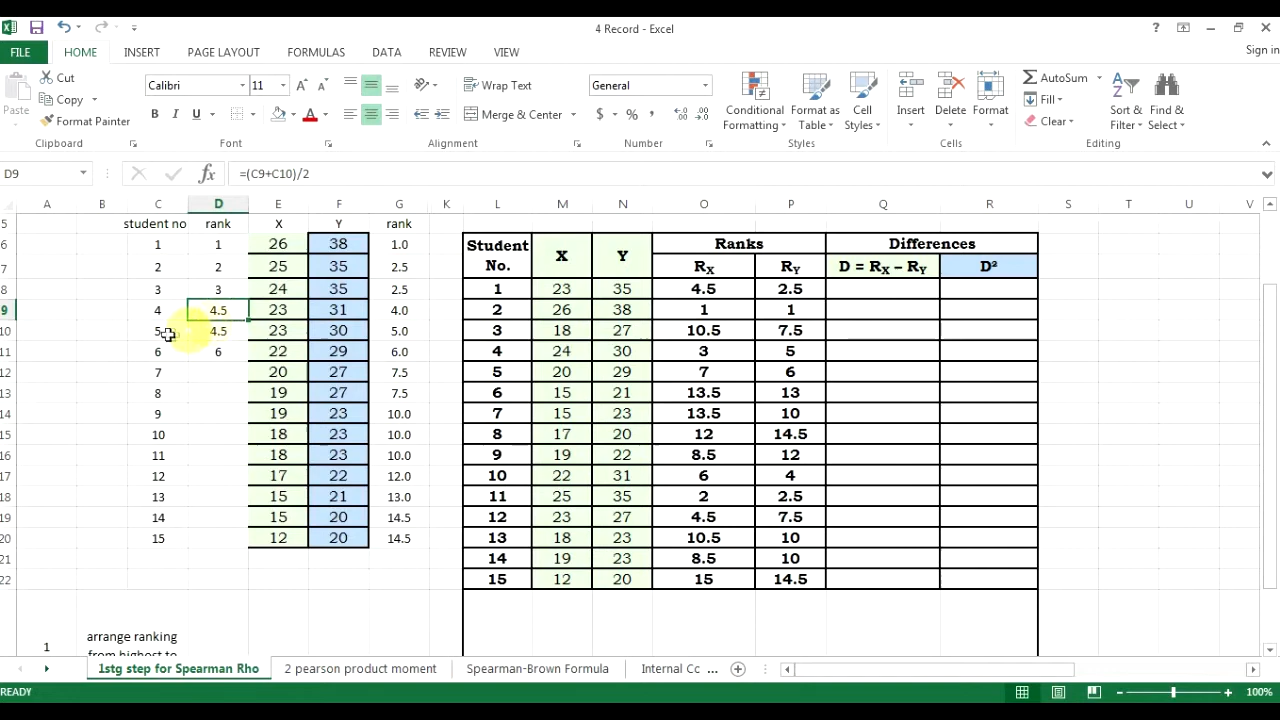 4 Record - Excel
FILE HOME INSERT PAGE LAYOUT FORMULAS DATA REVIEW VIEW Sign in
Paste Cut Copy Format Painter Clipboard
Calibri 11 B I U A Font
Wrap Text Merge & Center Alignment
General $ % , Number
Conditional Formatting Format as Table Cell Styles Styles
Insert Delete Format Cells
AutoSum Fill Clear Sort & Filter Find & Select Editing
D9 fx =(C9+C10)/2
A B C D E F G K L M N O P Q R S T U V
5 student no rank X Y rank
6 1 1 26 38 1.0 Student No. X Y Ranks Differences
7 2 2 25 35 2.5 RX RY D = RX – RY D²
8 3 3 24 35 2.5 1 23 35 4.5 2.5
9 4 4.5 23 31 4.0 2 26 38 1 1
10 5 4.5 23 30 5.0 3 18 27 10.5 7.5
11 6 6 22 29 6.0 4 24 30 3 5
12 7 20 27 7.5 5 20 29 7 6
13 8 19 27 7.5 6 15 21 13.5 13
14 9 19 23 10.0 7 15 23 13.5 10
15 10 18 23 10.0 8 17 20 12 14.5
16 11 18 23 10.0 9 19 22 8.5 12
17 12 17 22 12.0 10 22 31 6 4
18 13 15 21 13.0 11 25 35 2 2.5
19 14 15 20 14.5 12 23 27 4.5 7.5
20 15 12 20 14.5 13 18 23 10.5 10
21 14 19 23 8.5 10
22 15 12 20 15 14.5
1 arrange ranking
from highest to
1stg step for Spearman Rho 2 pearson product moment Spearman-Brown Formula Internal Cc ...
READY 100%